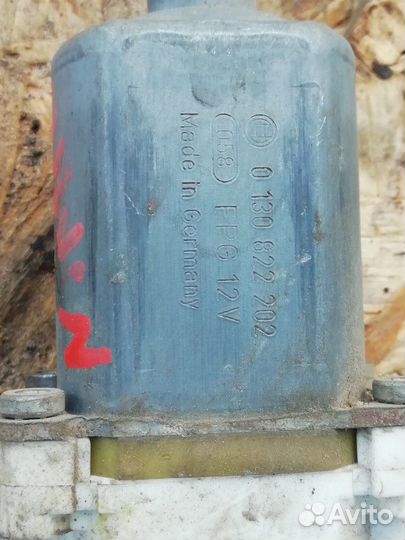 0 130 822 202
(058) FPG 12V
Made in Germany
Avito